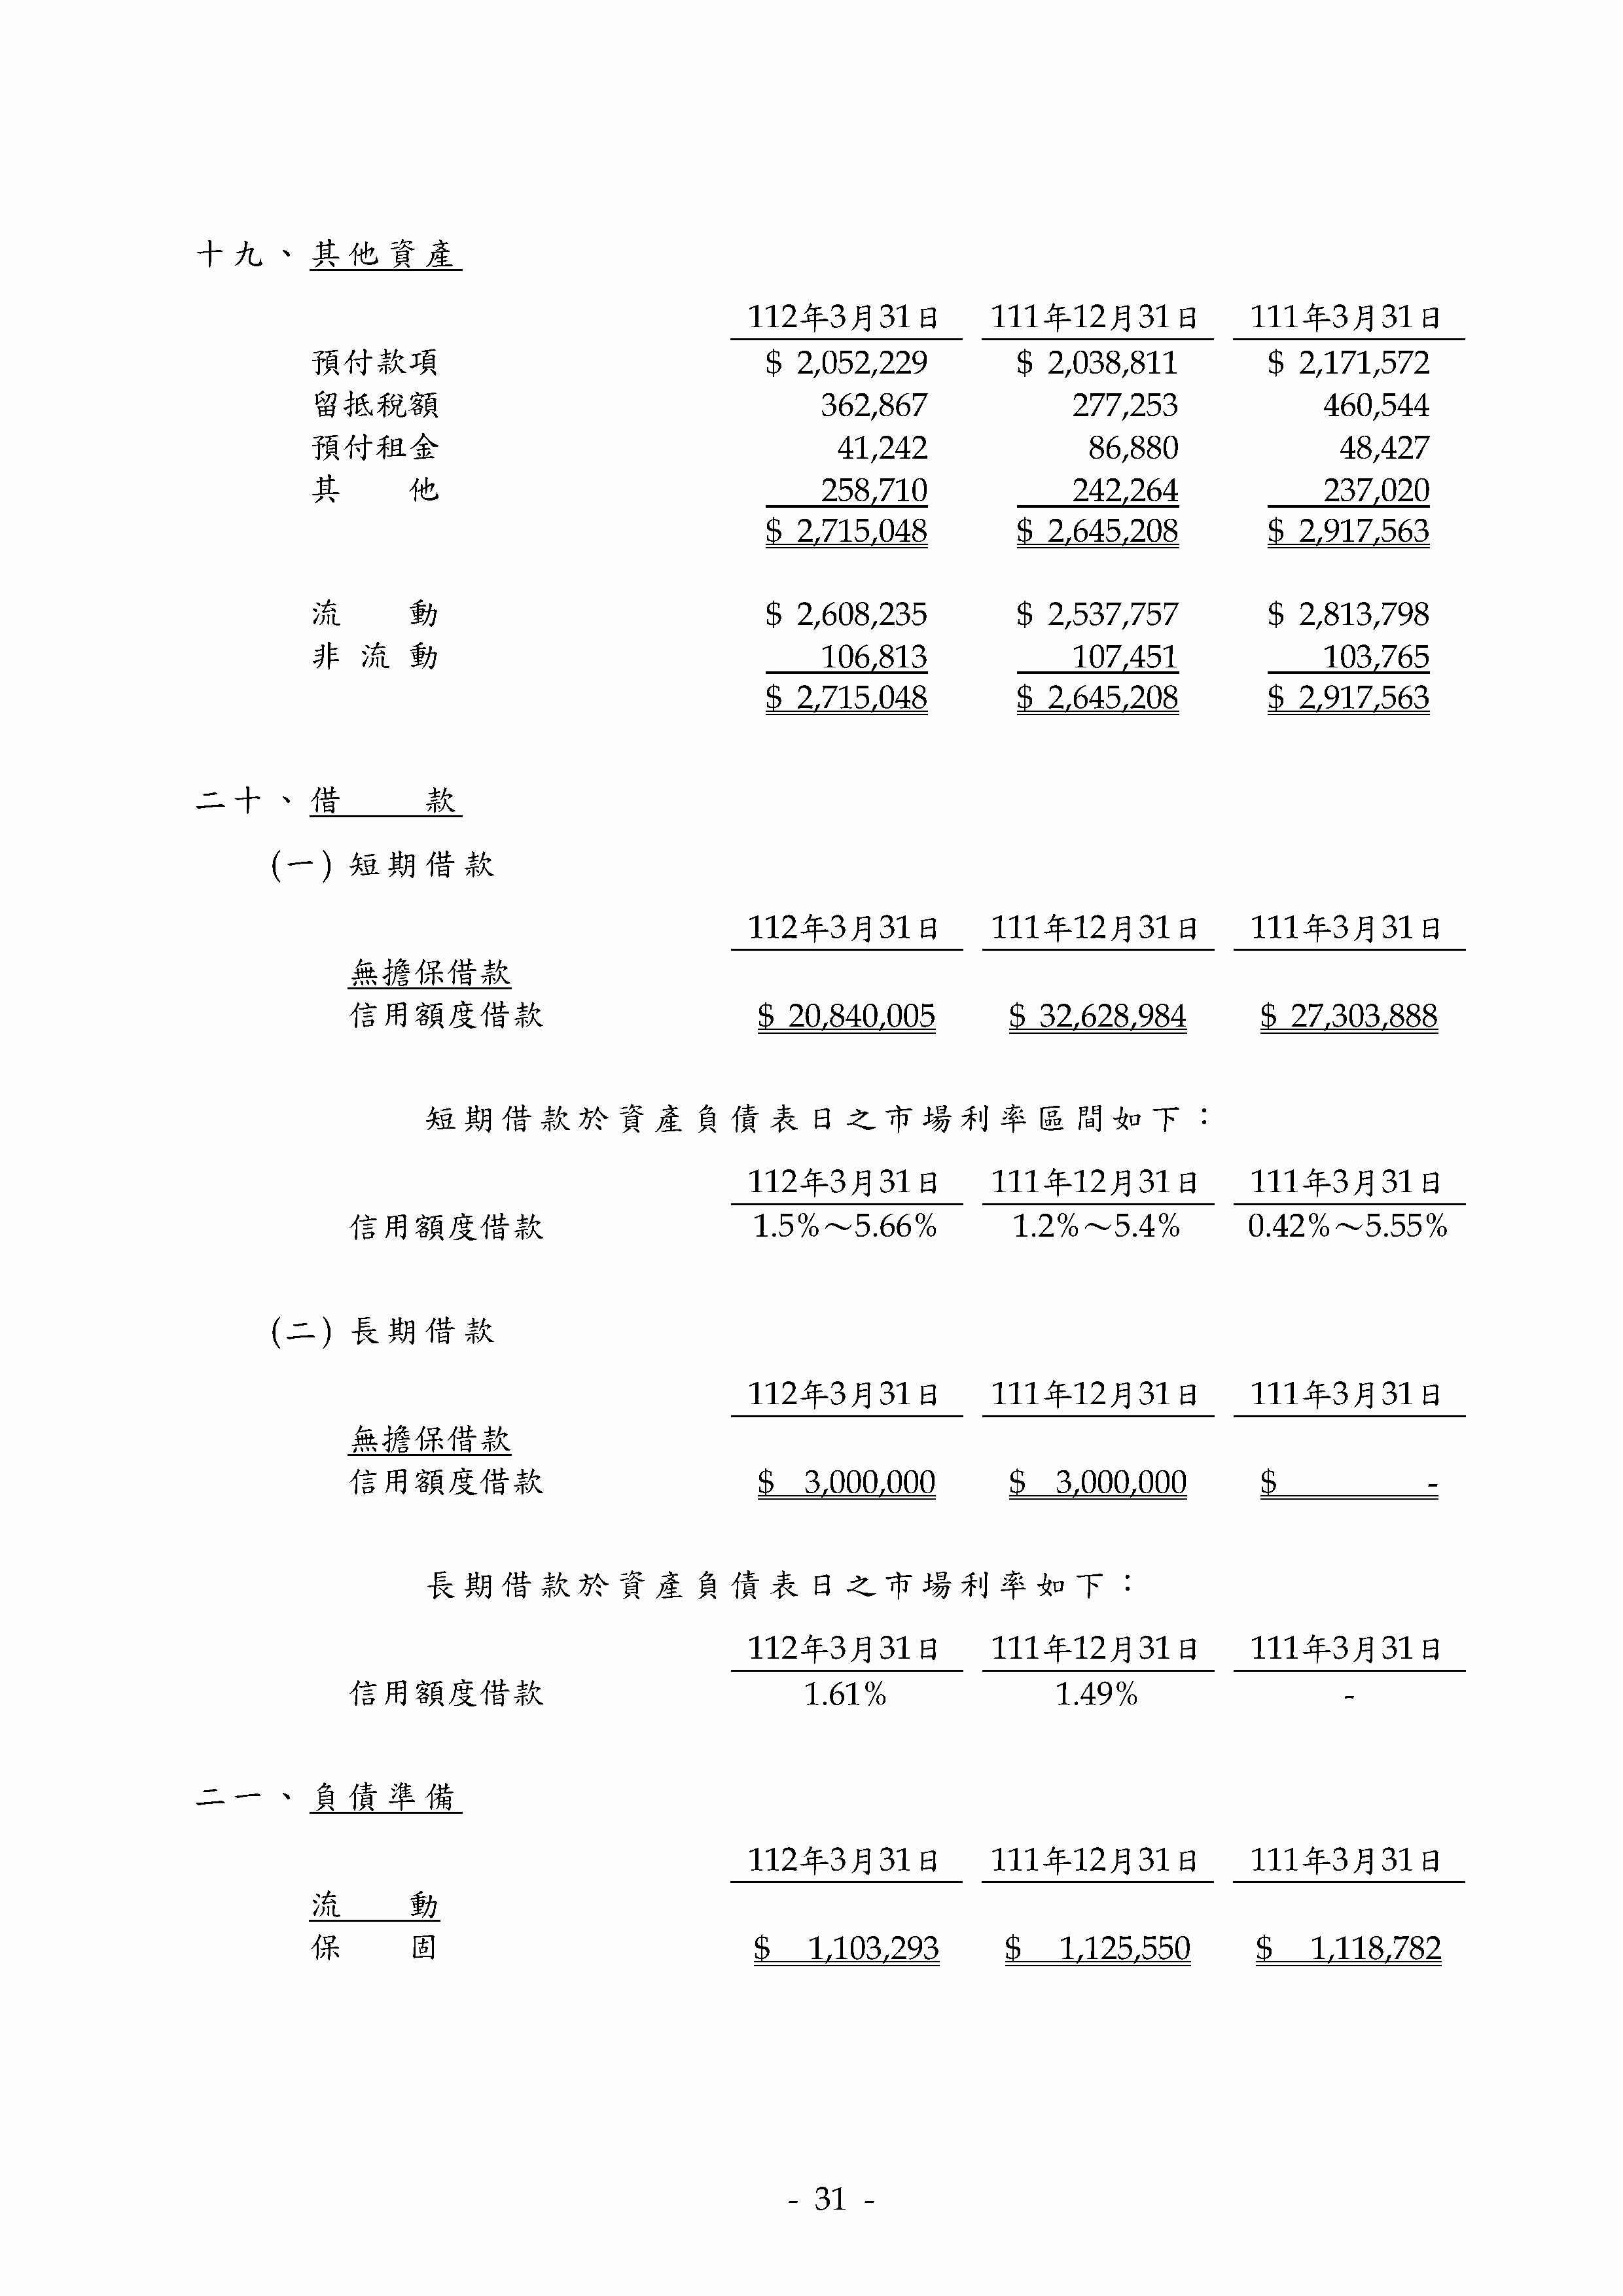 十九、其他資產
112年3月31日 111年12月31日 111年3月31日
預付款項 $ 2,052,229 $ 2,038,811 $ 2,171,572
留抵稅額 362,867 277,253 460,544
預付租金 41,242 86,880 48,427
其他 258,710 242,264 237,020
$ 2,715,048 $ 2,645,208 $ 2,917,563
流動 $ 2,608,235 $ 2,537,757 $ 2,813,798
非流動 106,813 107,451 103,765
$ 2,715,048 $ 2,645,208 $ 2,917,563
二十、借款
(一) 短期借款
112年3月31日 111年12月31日 111年3月31日
無擔保借款
信用額度借款 $ 20,840,005 $ 32,628,984 $ 27,303,888
短期借款於資產負債表日之市場利率區間如下：
112年3月31日 111年12月31日 111年3月31日
信用額度借款 1.5%～5.66% 1.2%～5.4% 0.42%～5.55%
(二) 長期借款
112年3月31日 111年12月31日 111年3月31日
無擔保借款
信用額度借款 $ 3,000,000 $ 3,000,000 $ -
長期借款於資產負債表日之市場利率如下：
112年3月31日 111年12月31日 111年3月31日
信用額度借款 1.61% 1.49% -
二一、負債準備
112年3月31日 111年12月31日 111年3月31日
流動
保固 $ 1,103,293 $ 1,125,550 $ 1,118,782
- 31 -